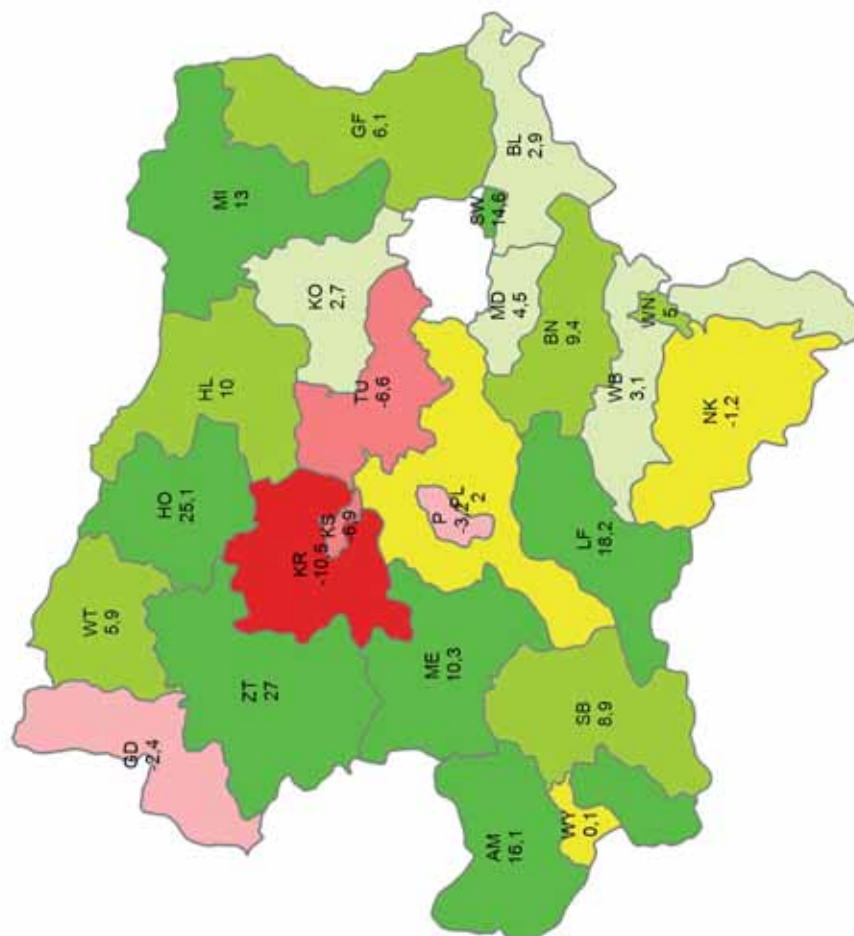 WT
5,9
GD
-2,4
HO
25,1
HL
10
MI
13
ZT
27
KR
-10,5
KO
2,7
KS
-6,9
GF
6,1
TU
-6,6
ME
10,3
P
-3,2
PL
2
SW
14,6
AM
16,1
MD
4,5
BL
2,9
BN
9,4
WY
0,1
SB
8,9
LF
18,2
WB
3,1
WN
5
NK
-1,2